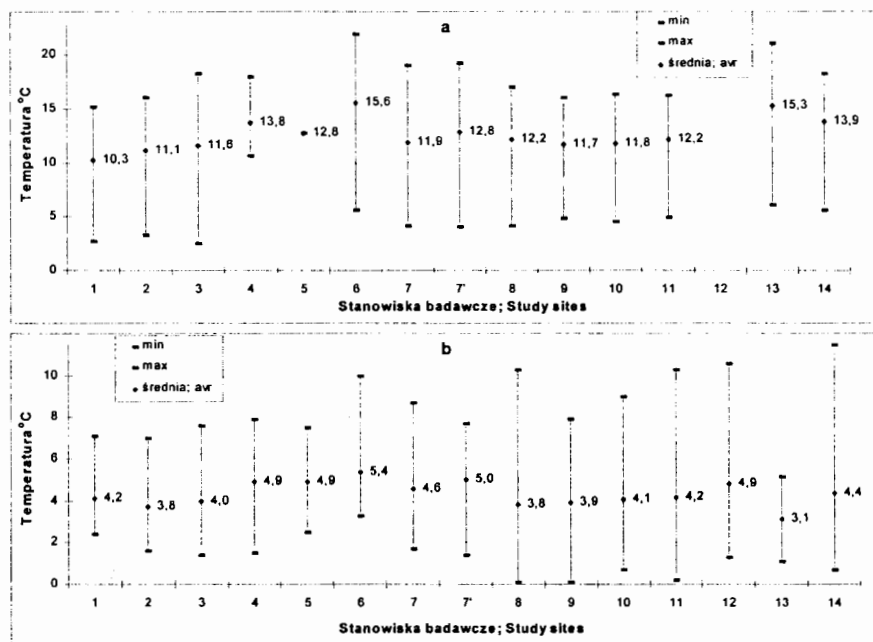 a
min
max
średnia; avr
Temperatura °C
20
15
10
5
0
10,3
11,1
11,6
13,8
12,8
15,6
11,9
12,8
12,2
11,7
11,8
12,2
15,3
13,9
1 2 3 4 5 6 7 7' 8 9 10 11 12 13 14
Stanowiska badawcze; Study sites
b
min
max
średnia; avr
Temperatura °C
10
8
6
4
2
0
4,2
3,8
4,0
4,9
4,9
5,4
4,6
5,0
3,8
3,9
4,1
4,2
4,9
3,1
4,4
1 2 3 4 5 6 7 7' 8 9 10 11 12 13 14
Stanowiska badawcze; Study sites